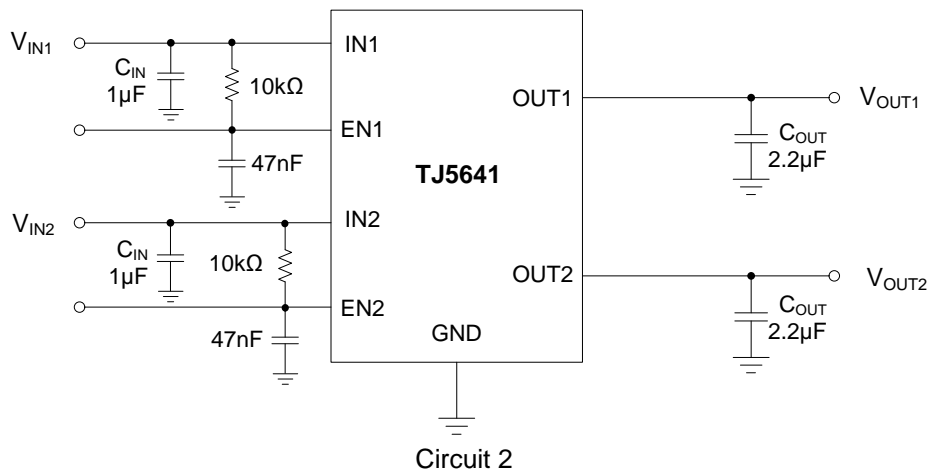 VIN1
CIN
1µF
10kΩ
IN1
EN1
47nF
VIN2
CIN
1µF
10kΩ
IN2
EN2
47nF
TJ5641
GND
OUT1
COUT
2.2µF
VOUT1
OUT2
COUT
2.2µF
VOUT2
Circuit 2